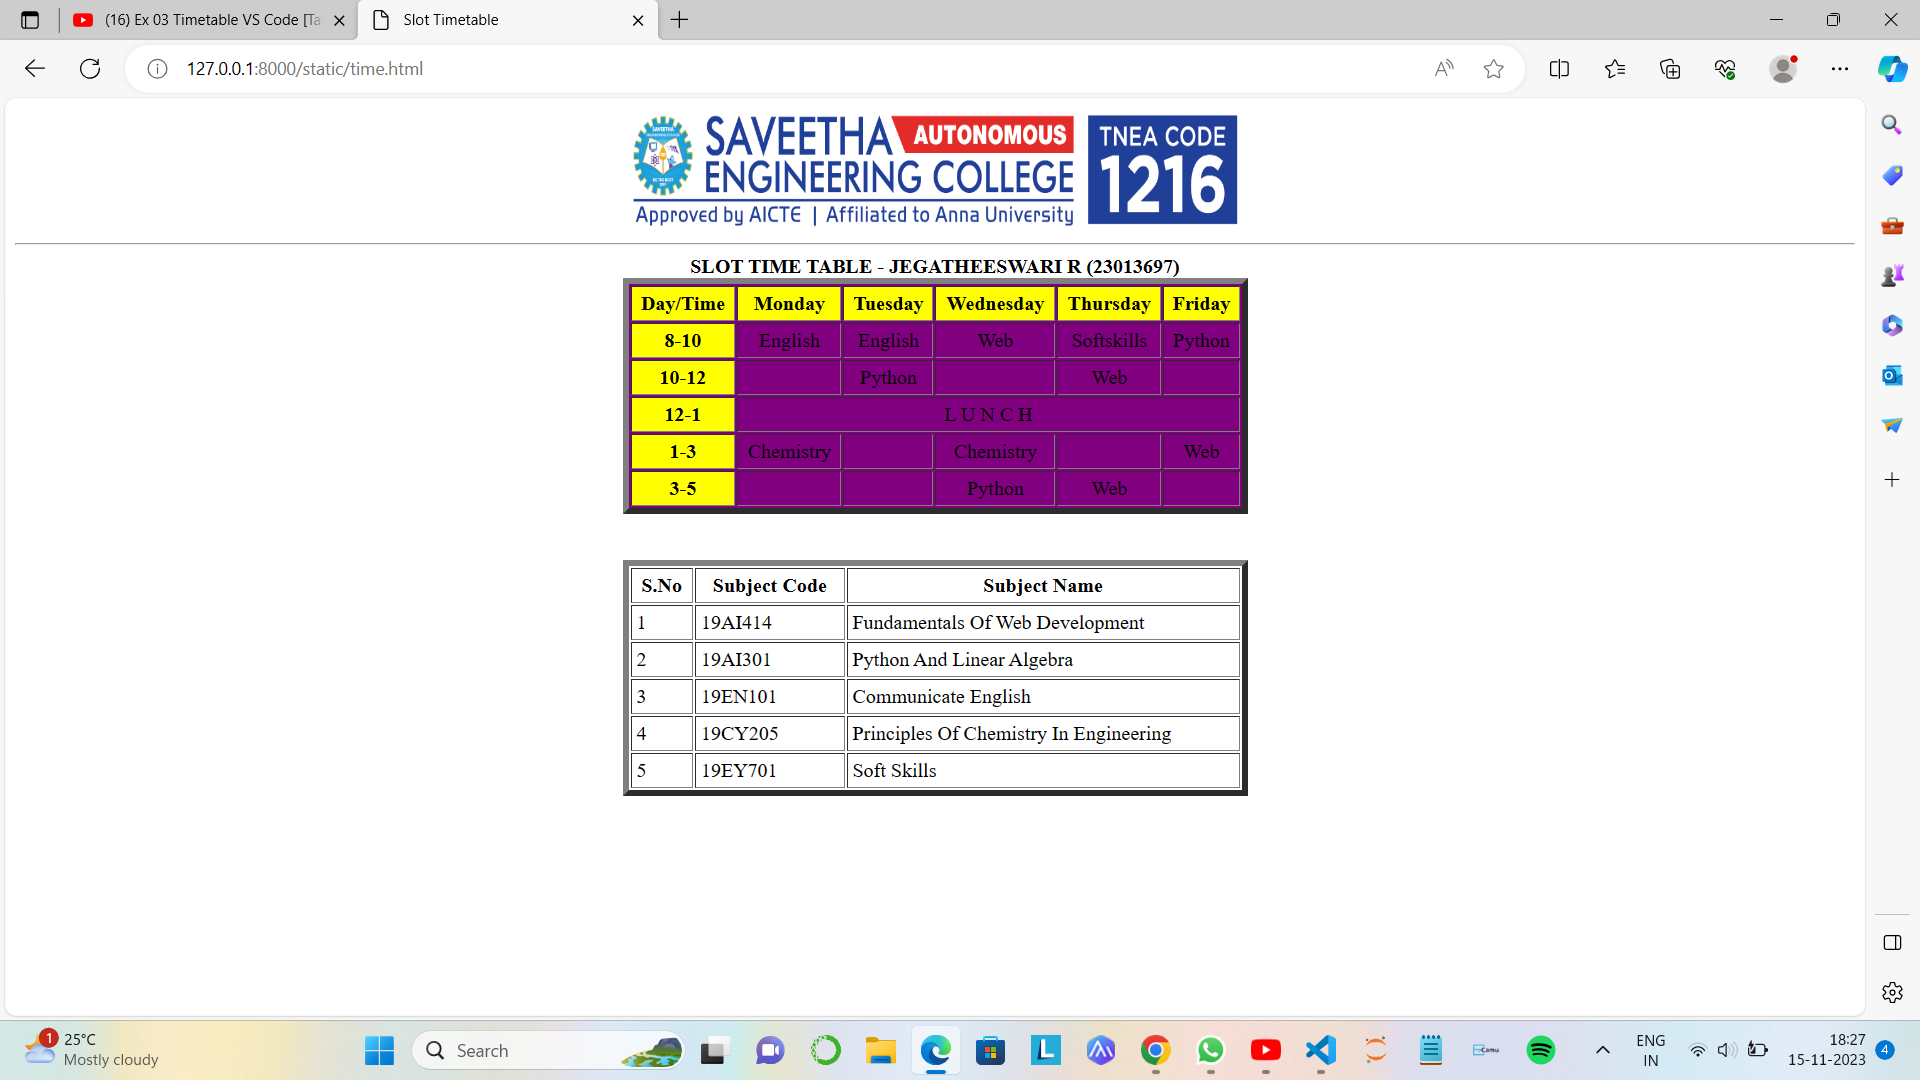 (16) Ex 03 Timetable VS Code [Ta
Slot Timetable
127.0.0.1:8000/static/time.html
SAVEETHA AUTONOMOUS
ENGINEERING COLLEGE
Approved by AICTE | Affiliated to Anna University
TNEA CODE
1216
SLOT TIME TABLE - JEGATHEESWARI R (23013697)
Day/Time Monday Tuesday Wednesday Thursday Friday
8-10 English English Web Softskills Python
10-12 Python Web
12-1 L U N C H
1-3 Chemistry Chemistry Web
3-5 Python Web
S.No Subject Code Subject Name
1 19AI414 Fundamentals Of Web Development
2 19AI301 Python And Linear Algebra
3 19EN101 Communicate English
4 19CY205 Principles Of Chemistry In Engineering
5 19EY701 Soft Skills
1
25°C
Mostly cloudy
Search
ENG
IN
18:27
15-11-2023
4